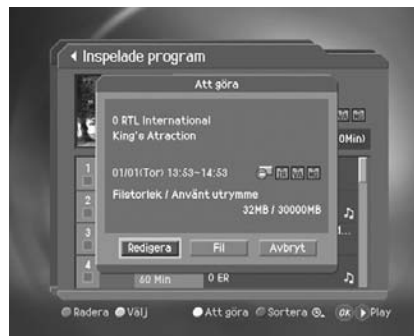 Inspelade program
Att göra
0 RTL International
King's Atraction
0Min)
01/01(Tor) 13:53~14:53
Filstorlek / Använt utrymme
32MB / 30000MB
1
2
3
4
Redigera Fil Avbryt
60 Min 0 ER
Radera Välj Att göra Sortera OK Play